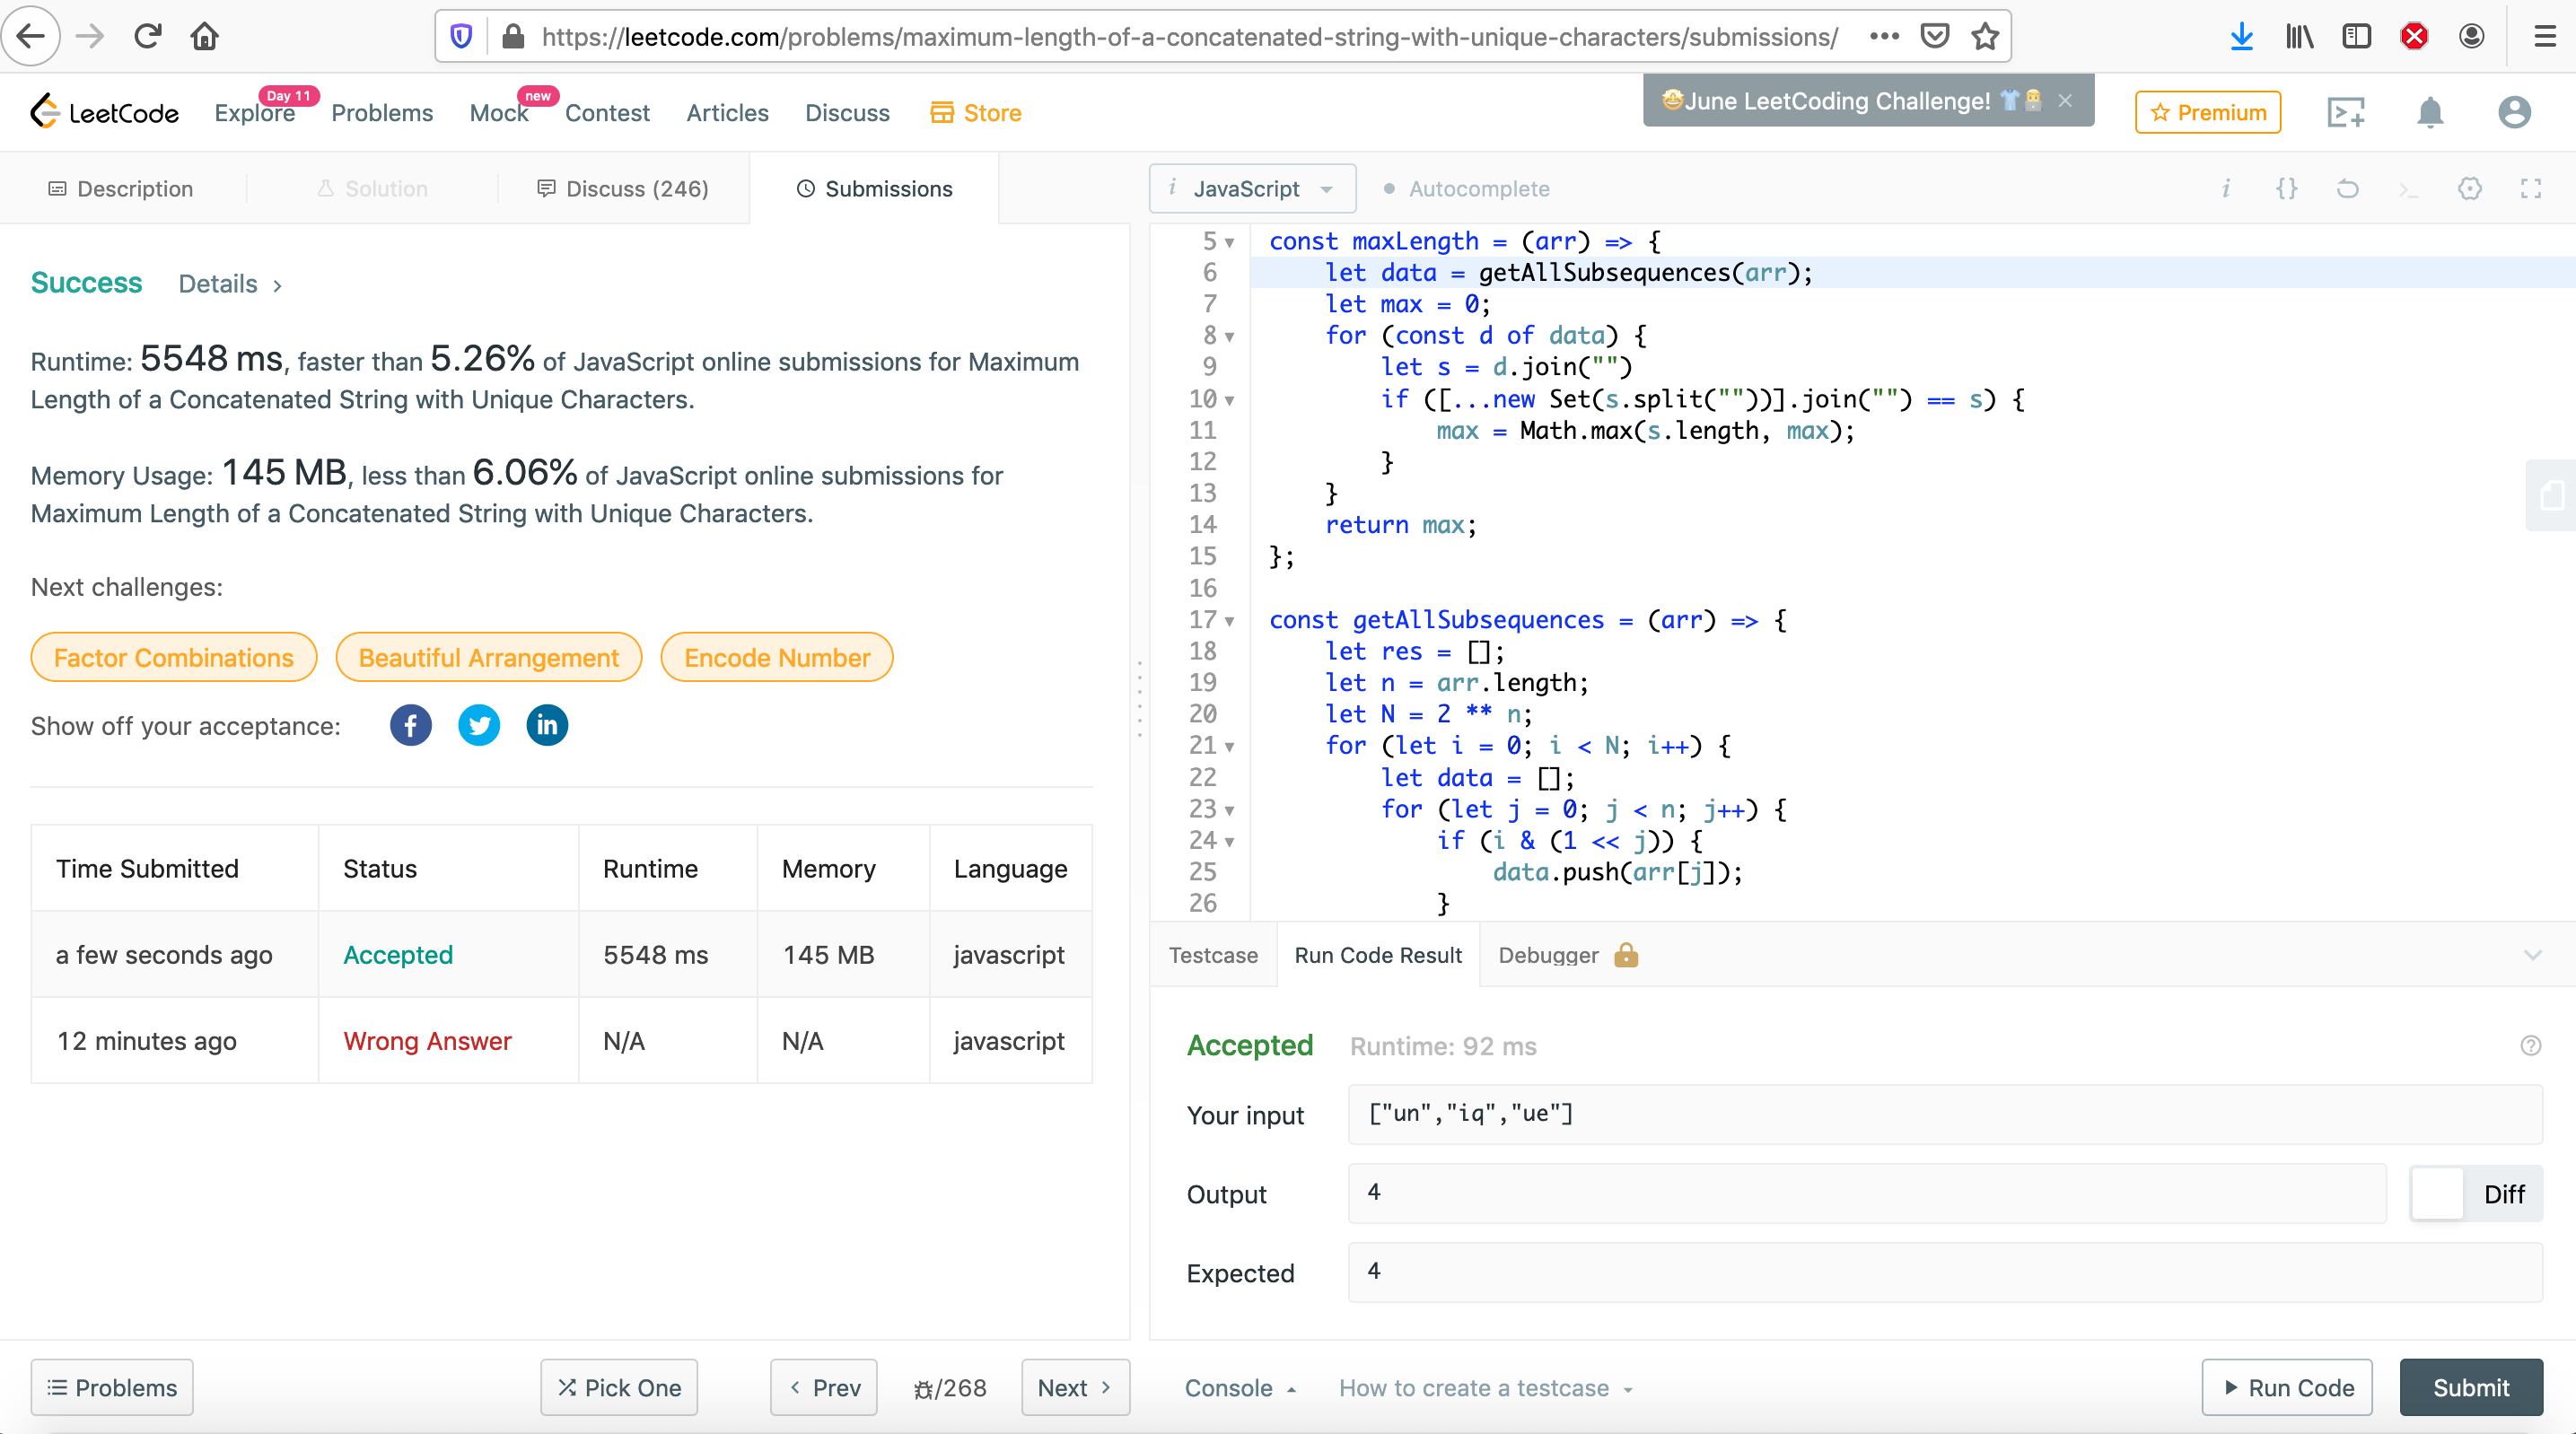 https://leetcode.com/problems/maximum-length-of-a-concatenated-string-with-unique-characters/submissions/
LeetCode Explore Day 11 Problems Mock new Contest Articles Discuss Store June LeetCoding Challenge! Premium
Description Solution Discuss (246) Submissions
i JavaScript Autocomplete
Success Details
Runtime: 5548 ms, faster than 5.26% of JavaScript online submissions for Maximum
Length of a Concatenated String with Unique Characters.
Memory Usage: 145 MB, less than 6.06% of JavaScript online submissions for
Maximum Length of a Concatenated String with Unique Characters.
Next challenges:
Factor Combinations Beautiful Arrangement Encode Number
Show off your acceptance:
Time Submitted Status Runtime Memory Language
a few seconds ago Accepted 5548 ms 145 MB javascript
12 minutes ago Wrong Answer N/A N/A javascript
5 const maxLength = (arr) => {
6 let data = getAllSubsequences(arr);
7 let max = 0;
8 for (const d of data) {
9 let s = d.join("")
10 if ([...new Set(s.split(""))].join("") == s) {
11 max = Math.max(s.length, max);
12 }
13 }
14 return max;
15 };
16
17 const getAllSubsequences = (arr) => {
18 let res = [];
19 let n = arr.length;
20 let N = 2 ** n;
21 for (let i = 0; i < N; i++) {
22 let data = [];
23 for (let j = 0; j < n; j++) {
24 if (i & (1 << j)) {
25 data.push(arr[j]);
26 }
Testcase Run Code Result Debugger
Accepted Runtime: 92 ms
Your input ["un","iq","ue"]
Output 4 Diff
Expected 4
Problems Pick One Prev /268 Next Console How to create a testcase Run Code Submit